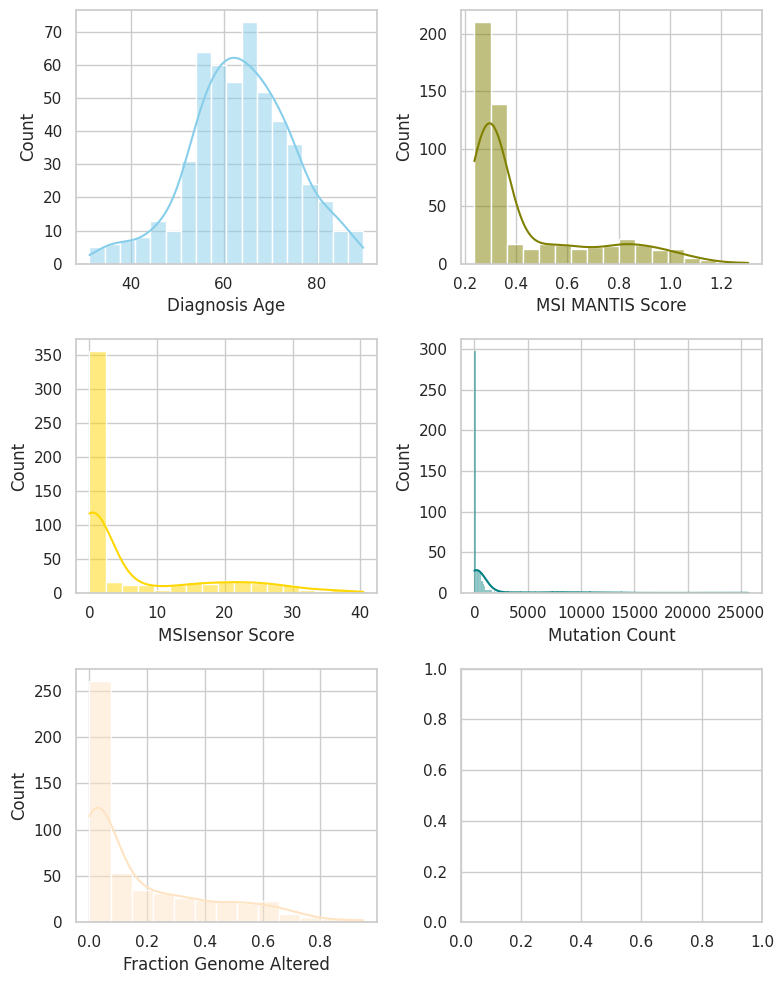 70
60
50
40
30
20
10
0
Count
40 60 80
Diagnosis Age
200
150
100
50
0
Count
0.2 0.4 0.6 0.8 1.0 1.2
MSI MANTIS Score
350
300
250
200
150
100
50
0
Count
0 10 20 30 40
MSIsensor Score
300
250
200
150
100
50
0
Count
0 5000 10000 15000 20000 25000
Mutation Count
250
200
150
100
50
0
Count
0.0 0.2 0.4 0.6 0.8
Fraction Genome Altered
1.0
0.8
0.6
0.4
0.2
0.0
0.0 0.2 0.4 0.6 0.8 1.0